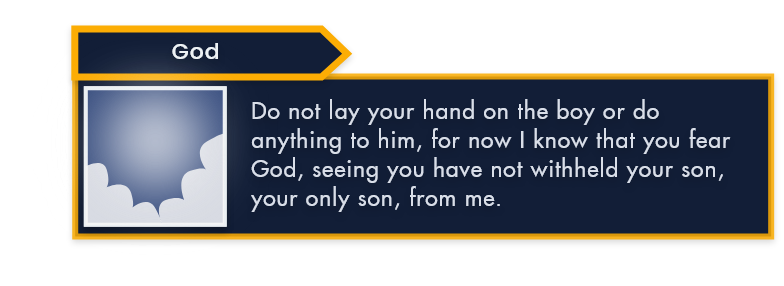 God
Do not lay your hand on the boy or do
anything to him, for now I know that you fear
God, seeing you have not withheld your son,
your only son, from me.